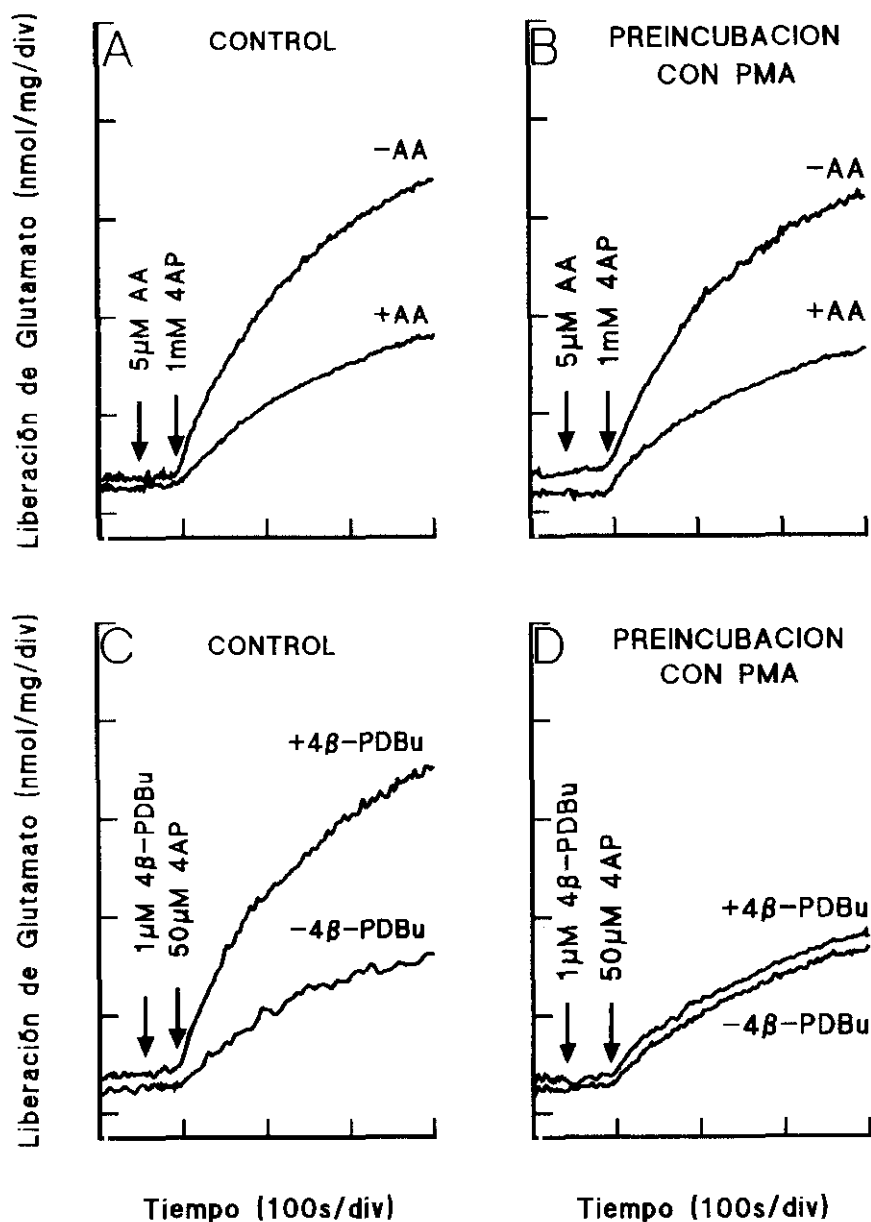 A
CONTROL
Liberación de Glutamato (nmol/mg/div)
5µM AA
1mM 4AP
-AA
+AA
B
PREINCUBACION
CON PMA
5µM AA
1mM 4AP
-AA
+AA
C
CONTROL
Liberación de Glutamato (nmol/mg/div)
1µM 4β-PDBu
50µM 4AP
+4β-PDBu
-4β-PDBu
Tiempo (100s/div)
D
PREINCUBACION
CON PMA
1µM 4β-PDBu
50µM 4AP
+4β-PDBu
-4β-PDBu
Tiempo (100s/div)